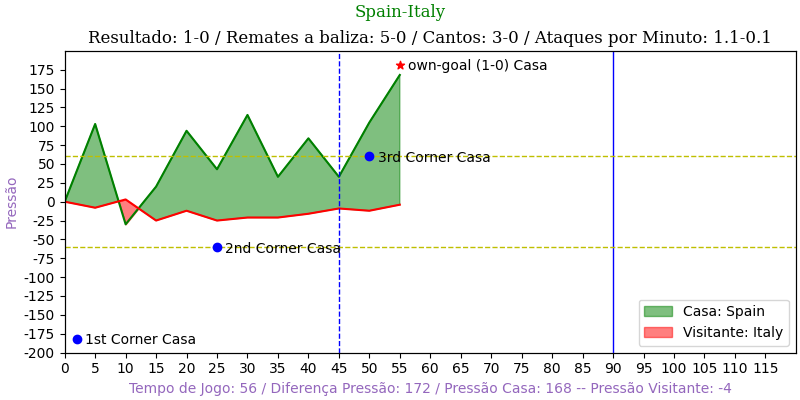 Spain-Italy
Resultado: 1-0 / Remates a baliza: 5-0 / Cantos: 3-0 / Ataques por Minuto: 1.1-0.1
Pressão
175
150
125
100
75
50
25
0
-25
-50
-75
-100
-125
-150
-175
-200
own-goal (1-0) Casa
3rd Corner Casa
2nd Corner Casa
1st Corner Casa
Casa: Spain
Visitante: Italy
0 5 10 15 20 25 30 35 40 45 50 55 60 65 70 75 80 85 90 95 100 105 110 115
Tempo de Jogo: 56 / Diferença Pressão: 172 / Pressão Casa: 168 -- Pressão Visitante: -4